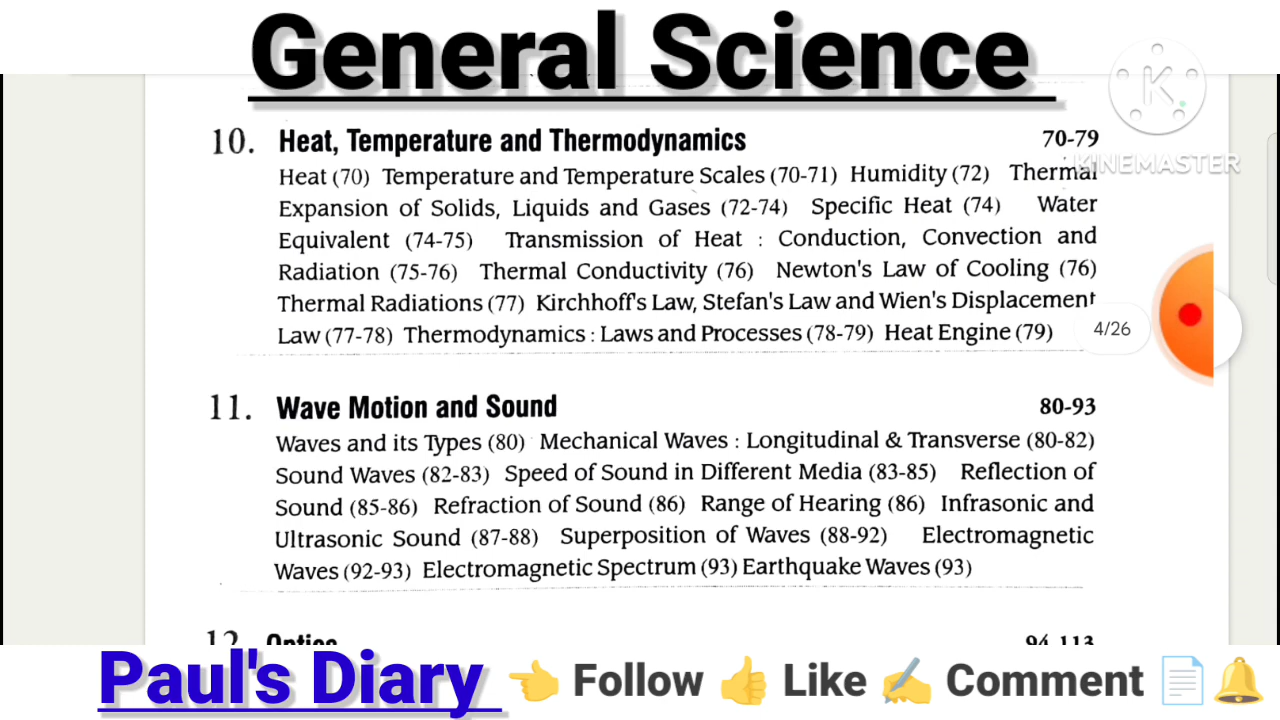 General Science
K
KINEMASTER
10. Heat, Temperature and Thermodynamics 70-79
Heat (70) Temperature and Temperature Scales (70-71) Humidity (72) Thermal
Expansion of Solids, Liquids and Gases (72-74) Specific Heat (74) Water
Equivalent (74-75) Transmission of Heat : Conduction, Convection and
Radiation (75-76) Thermal Conductivity (76) Newton's Law of Cooling (76)
Thermal Radiations (77) Kirchhoff's Law, Stefan's Law and Wien's Displacement
Law (77-78) Thermodynamics : Laws and Processes (78-79) Heat Engine (79)
4/26
11. Wave Motion and Sound 80-93
Waves and its Types (80) Mechanical Waves : Longitudinal & Transverse (80-82)
Sound Waves (82-83) Speed of Sound in Different Media (83-85) Reflection of
Sound (85-86) Refraction of Sound (86) Range of Hearing (86) Infrasonic and
Ultrasonic Sound (87-88) Superposition of Waves (88-92) Electromagnetic
Waves (92-93) Electromagnetic Spectrum (93) Earthquake Waves (93)
12. Optics 94-113
Paul's Diary 👈 Follow 👍 Like ✍ Comment 📄 🔔